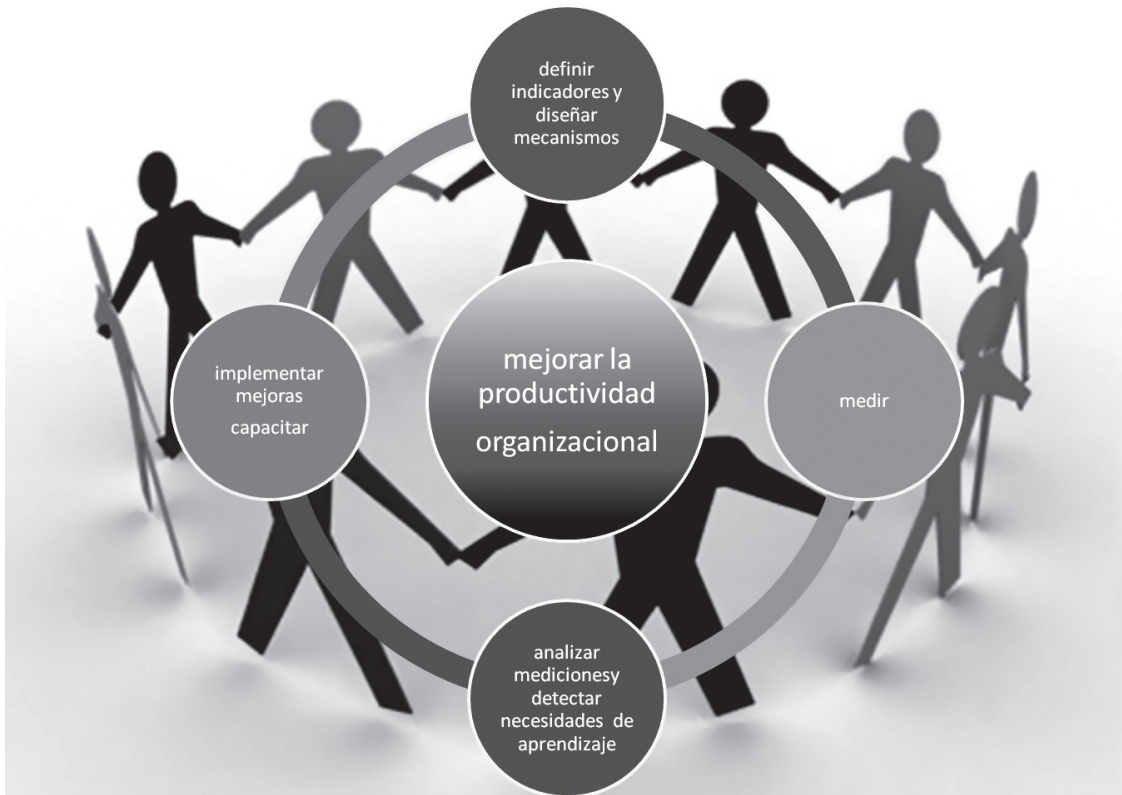 definir
indicadores y
diseñar
mecanismos
implementar
mejoras
capacitar
mejorar la
productividad
organizacional
medir
analizar
medicionesy
detectar
necesidades de
aprendizaje